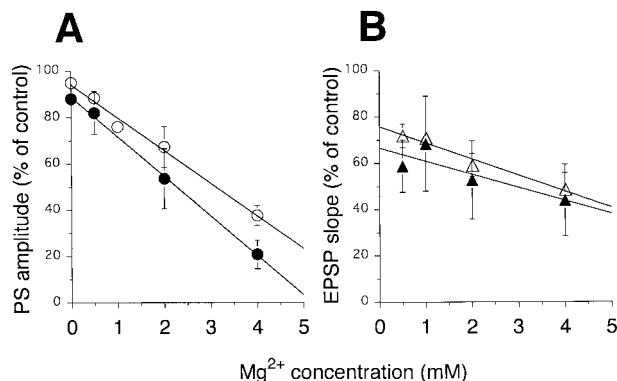 A
B
PS amplitude (% of control)
100
80
60
40
20
0
0 1 2 3 4 5
EPSP slope (% of control)
100
80
60
40
20
0
0 1 2 3 4 5
Mg²⁺ concentration (mM)